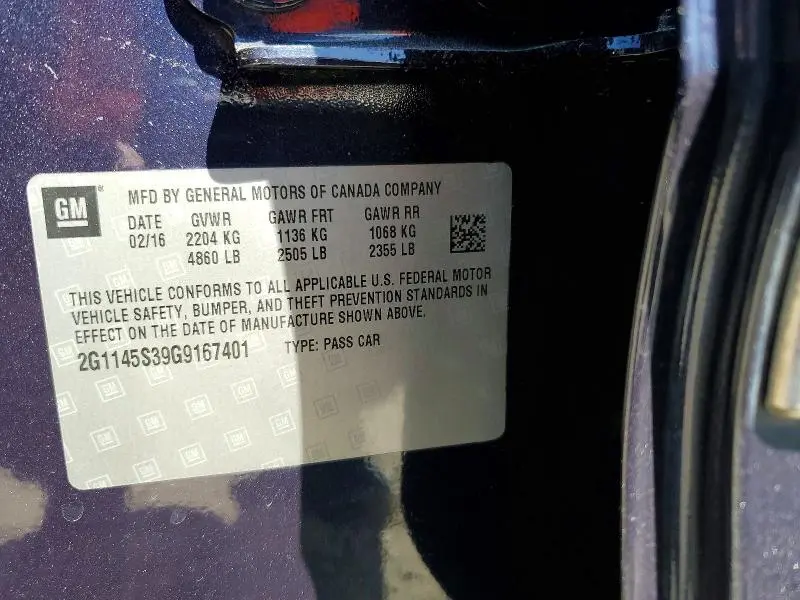 GM
MFD BY GENERAL MOTORS OF CANADA COMPANY
DATE GVWR GAWR FRT GAWR RR
02/16 2204 KG 1136 KG 1068 KG
4860 LB 2505 LB 2355 LB
THIS VEHICLE CONFORMS TO ALL APPLICABLE U.S. FEDERAL MOTOR
VEHICLE SAFETY, BUMPER, AND THEFT PREVENTION STANDARDS IN
EFFECT ON THE DATE OF MANUFACTURE SHOWN ABOVE.
2G1145S39G9167401 TYPE: PASS CAR